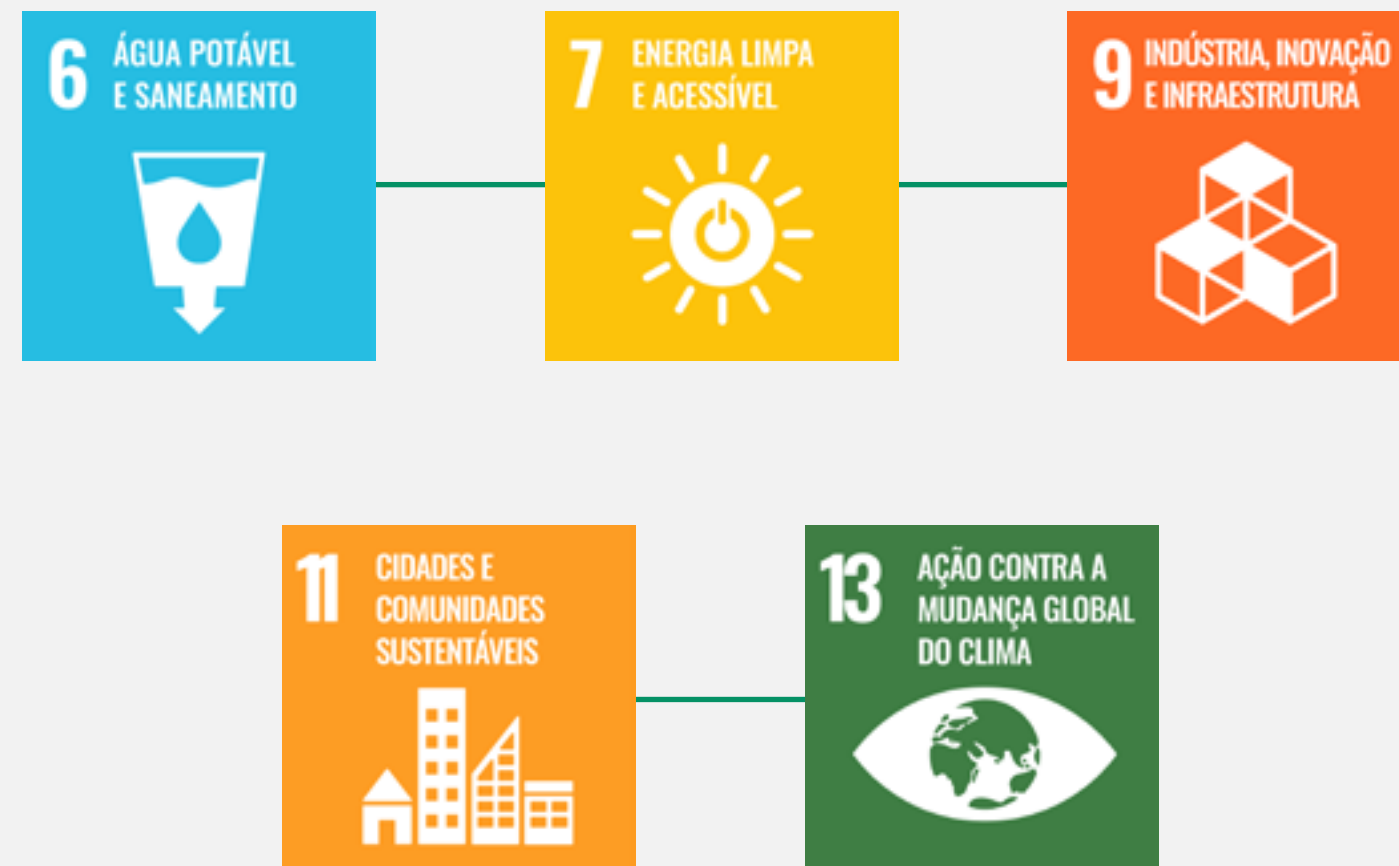 6
ÁGUA POTÁVEL
E SANEAMENTO
7
ENERGIA LIMPA
E ACESSÍVEL
9
INDÚSTRIA, INOVAÇÃO
E INFRAESTRUTURA
11
CIDADES E
COMUNIDADES
SUSTENTÁVEIS
13
AÇÃO CONTRA A
MUDANÇA GLOBAL
DO CLIMA